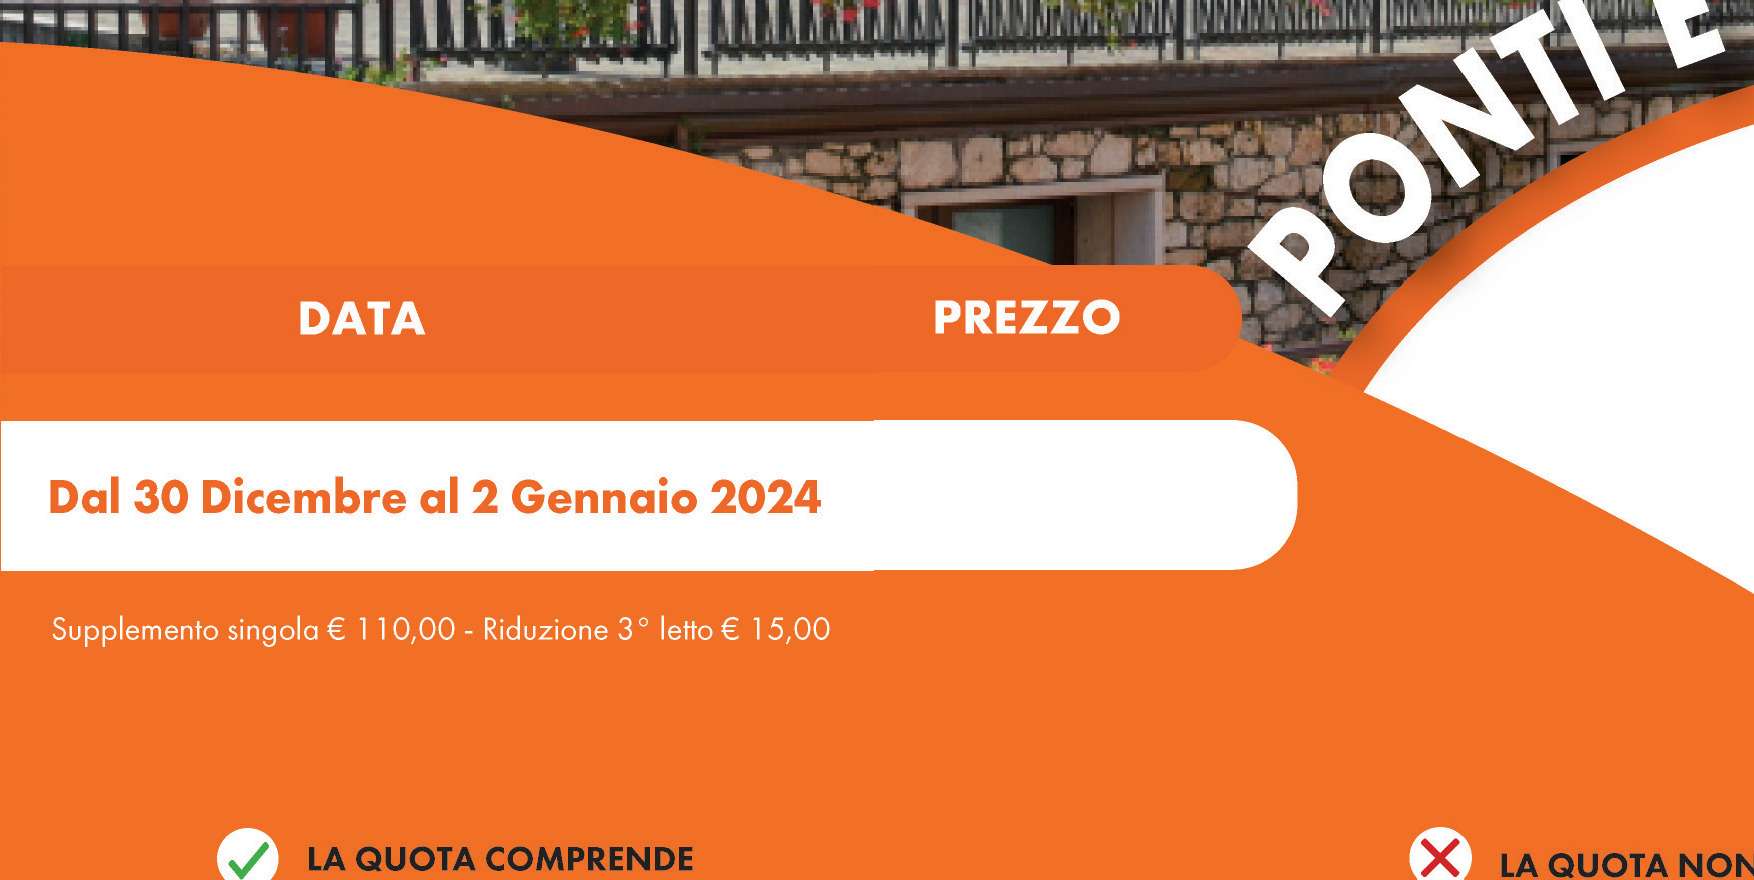 PONTI E
DATA
PREZZO
Dal 30 Dicembre al 2 Gennaio 2024
Supplemento singola € 110,00 - Riduzione 3° letto € 15,00
LA QUOTA COMPRENDE
LA QUOTA NON